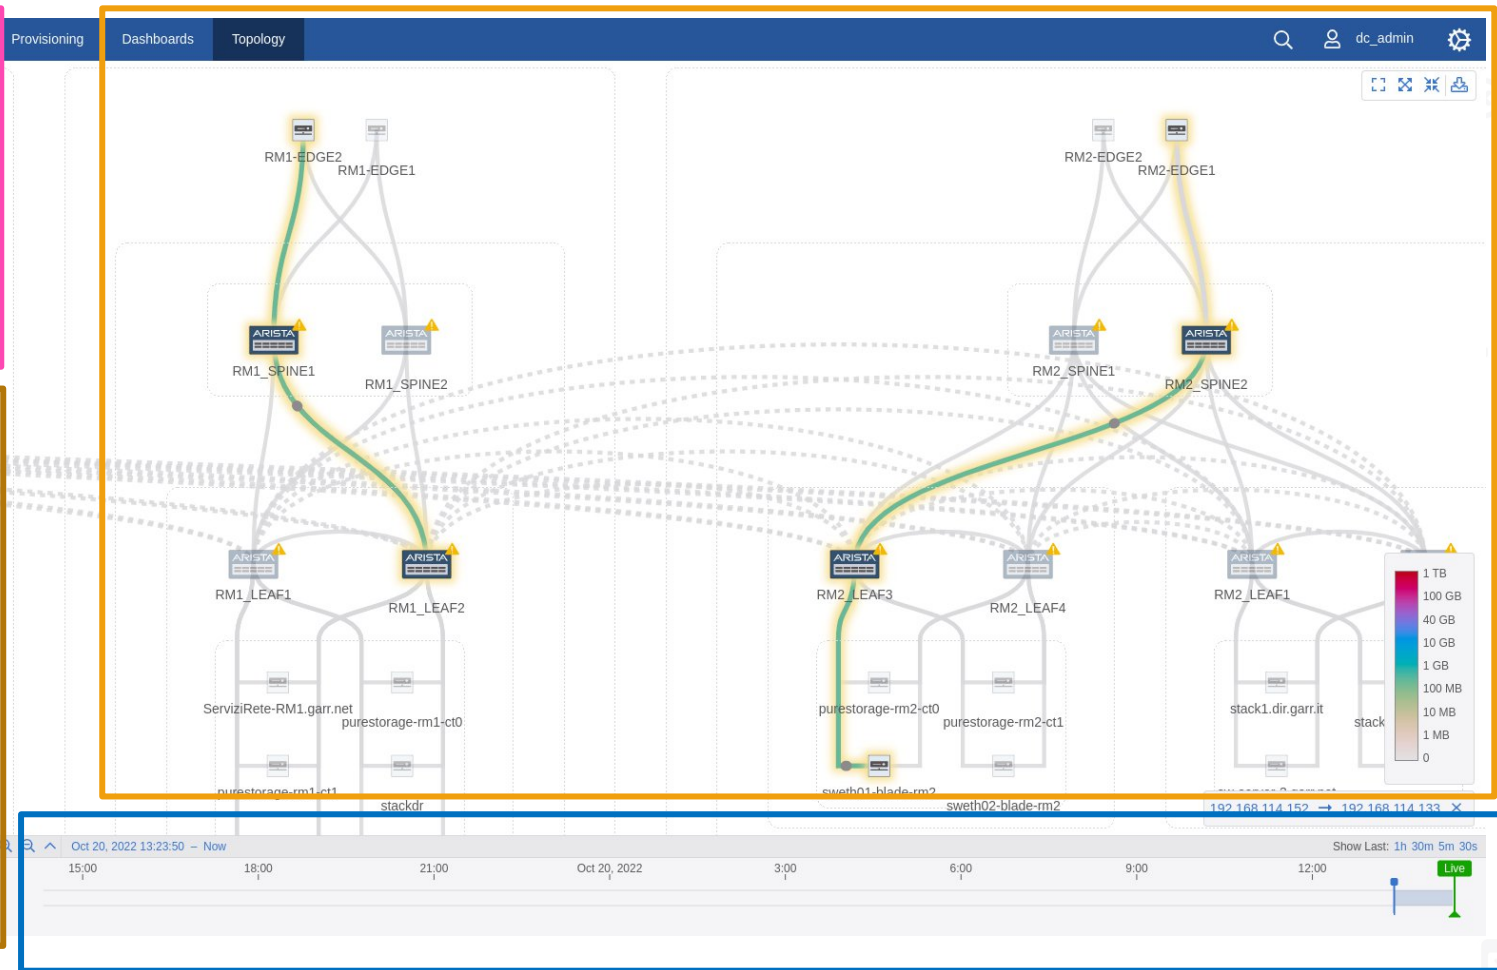 Provisioning
Dashboards
Topology
dc_admin
RM1-EDGE2
RM1-EDGE1
RM2-EDGE2
RM2-EDGE1
ARISTA
ARISTA
ARISTA
ARISTA
RM1_SPINE1
RM1_SPINE2
RM2_SPINE1
RM2_SPINE2
ARISTA
ARISTA
ARISTA
ARISTA
ARISTA
RM1_LEAF1
RM1_LEAF2
RM2_LEAF3
RM2_LEAF4
RM2_LEAF1
1 TB
100 GB
40 GB
10 GB
1 GB
100 MB
10 MB
1 MB
0
ServiziRete-RM1.garr.net
purestorage-rm1-ct0
purestorage-rm2-ct0
purestorage-rm2-ct1
stack1.dir.garr.it
stack
purestorage-rm1-ct1
stackdr
sweth01-blade-rm2
sweth02-blade-rm2
192.168.114.152 → 192.168.114.133 ✕
Oct 20, 2022 13:23:50 – Now
Show Last: 1h 30m 5m 30s
15:00
18:00
21:00
Oct 20, 2022
3:00
6:00
9:00
12:00
Live